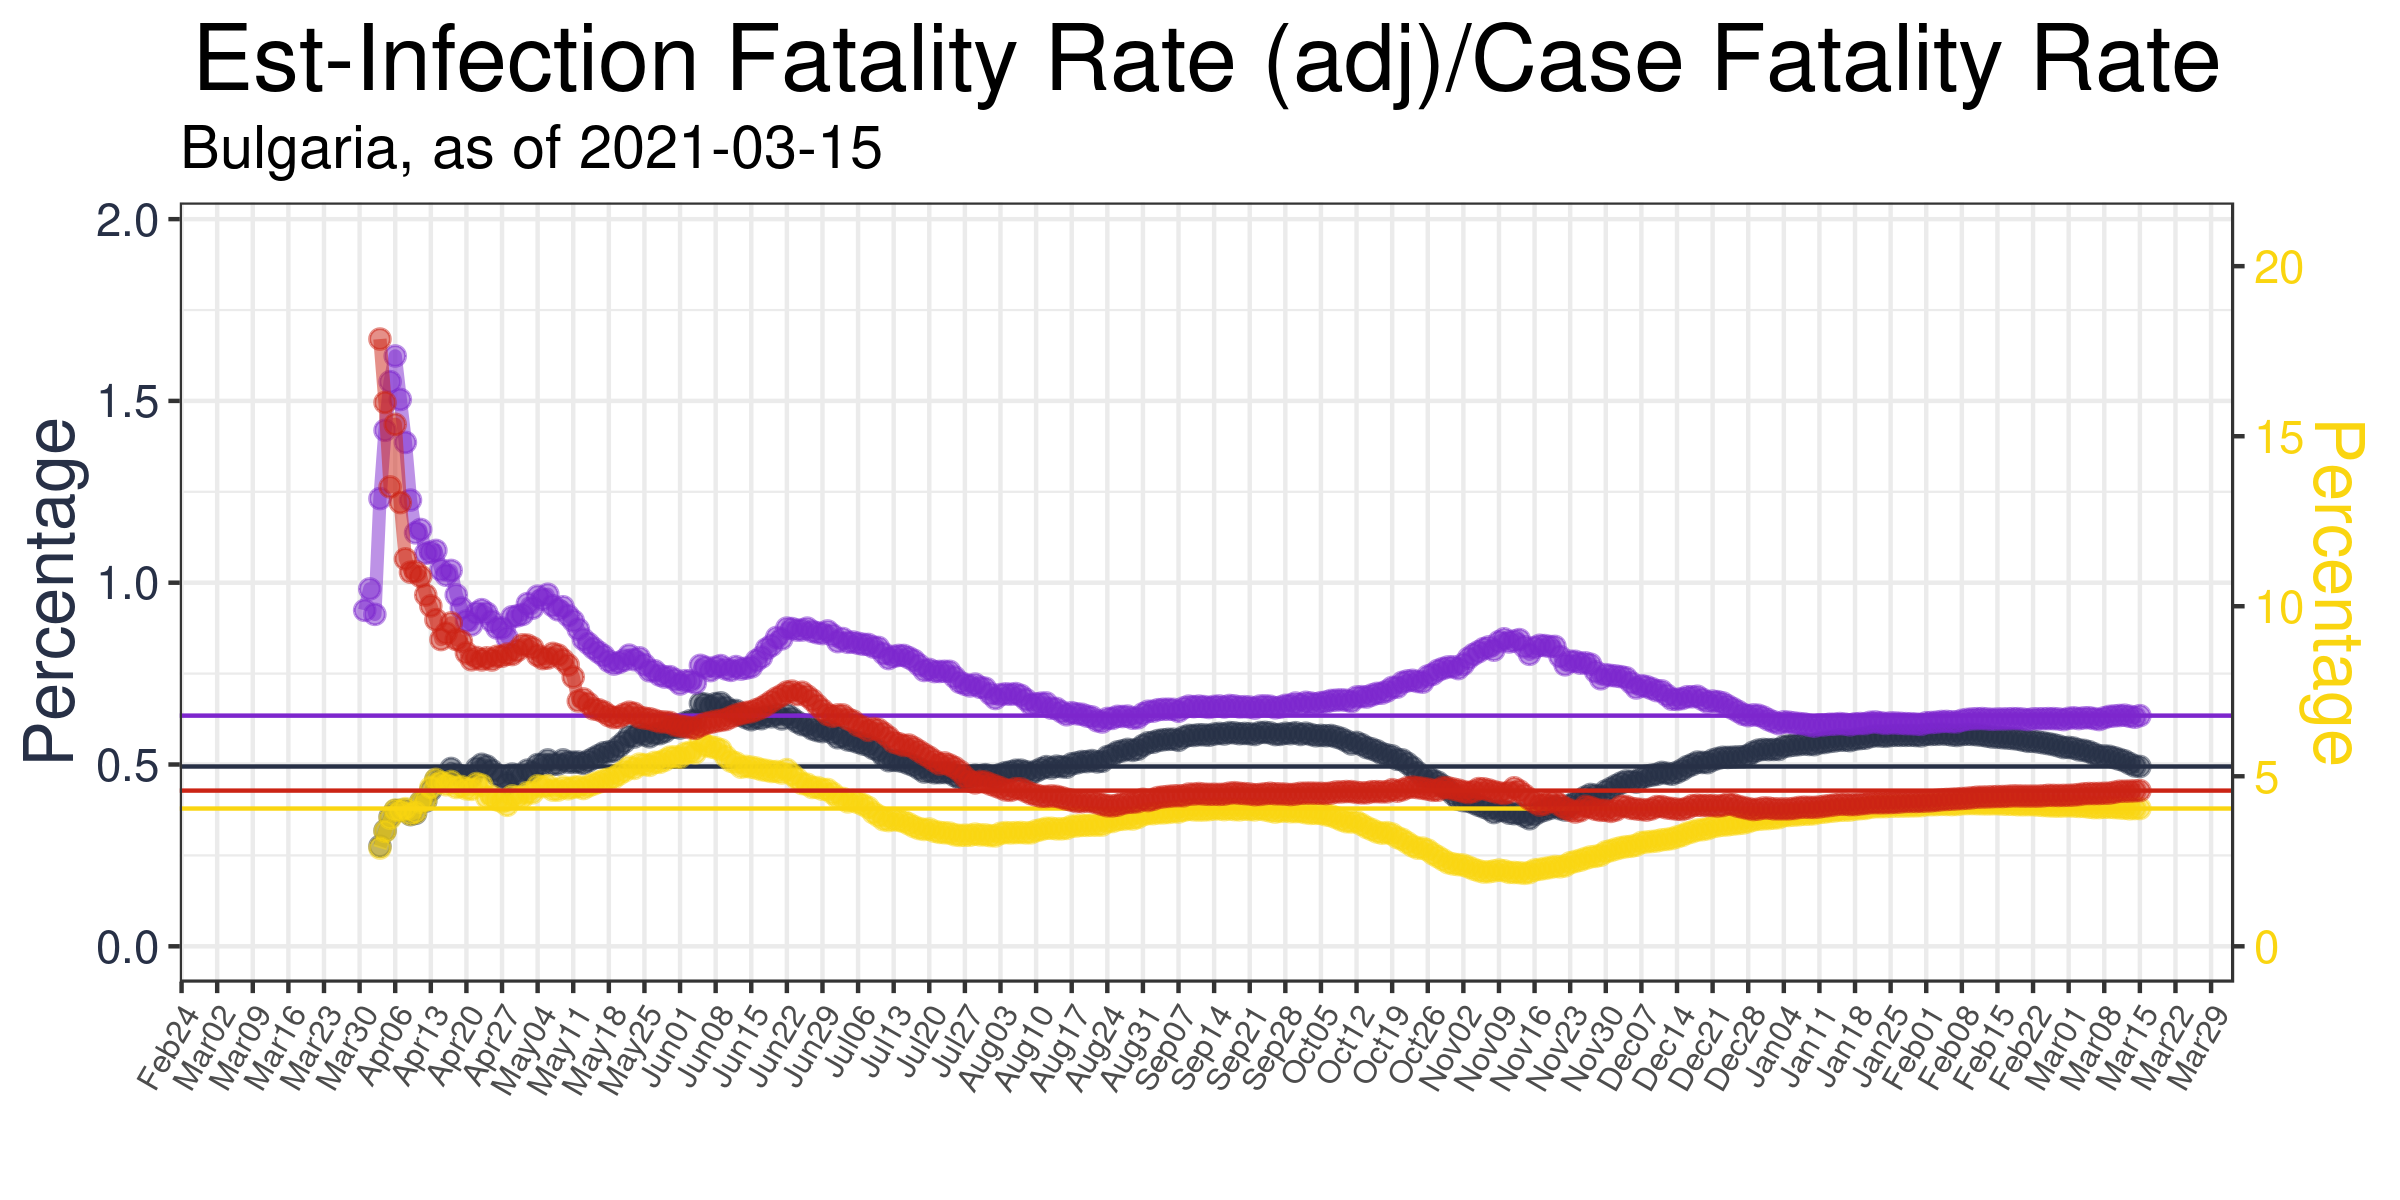 Est-Infection Fatality Rate (adj)/Case Fatality Rate
Bulgaria, as of 2021-03-15
Percentage
2.0
1.5
1.0
0.5
0.0
20
15
10
5
0
Percentage
Feb24
Mar02
Mar09
Mar16
Mar23
Mar30
Apr06
Apr13
Apr20
Apr27
May04
May11
May18
May25
Jun01
Jun08
Jun15
Jun22
Jun29
Jul06
Jul13
Jul20
Jul27
Aug03
Aug10
Aug17
Aug24
Aug31
Sep07
Sep14
Sep21
Sep28
Oct05
Oct12
Oct19
Oct26
Nov02
Nov09
Nov16
Nov23
Nov30
Dec07
Dec14
Dec21
Dec28
Jan04
Jan11
Jan18
Jan25
Feb01
Feb08
Feb15
Feb22
Mar01
Mar08
Mar15
Mar22
Mar29